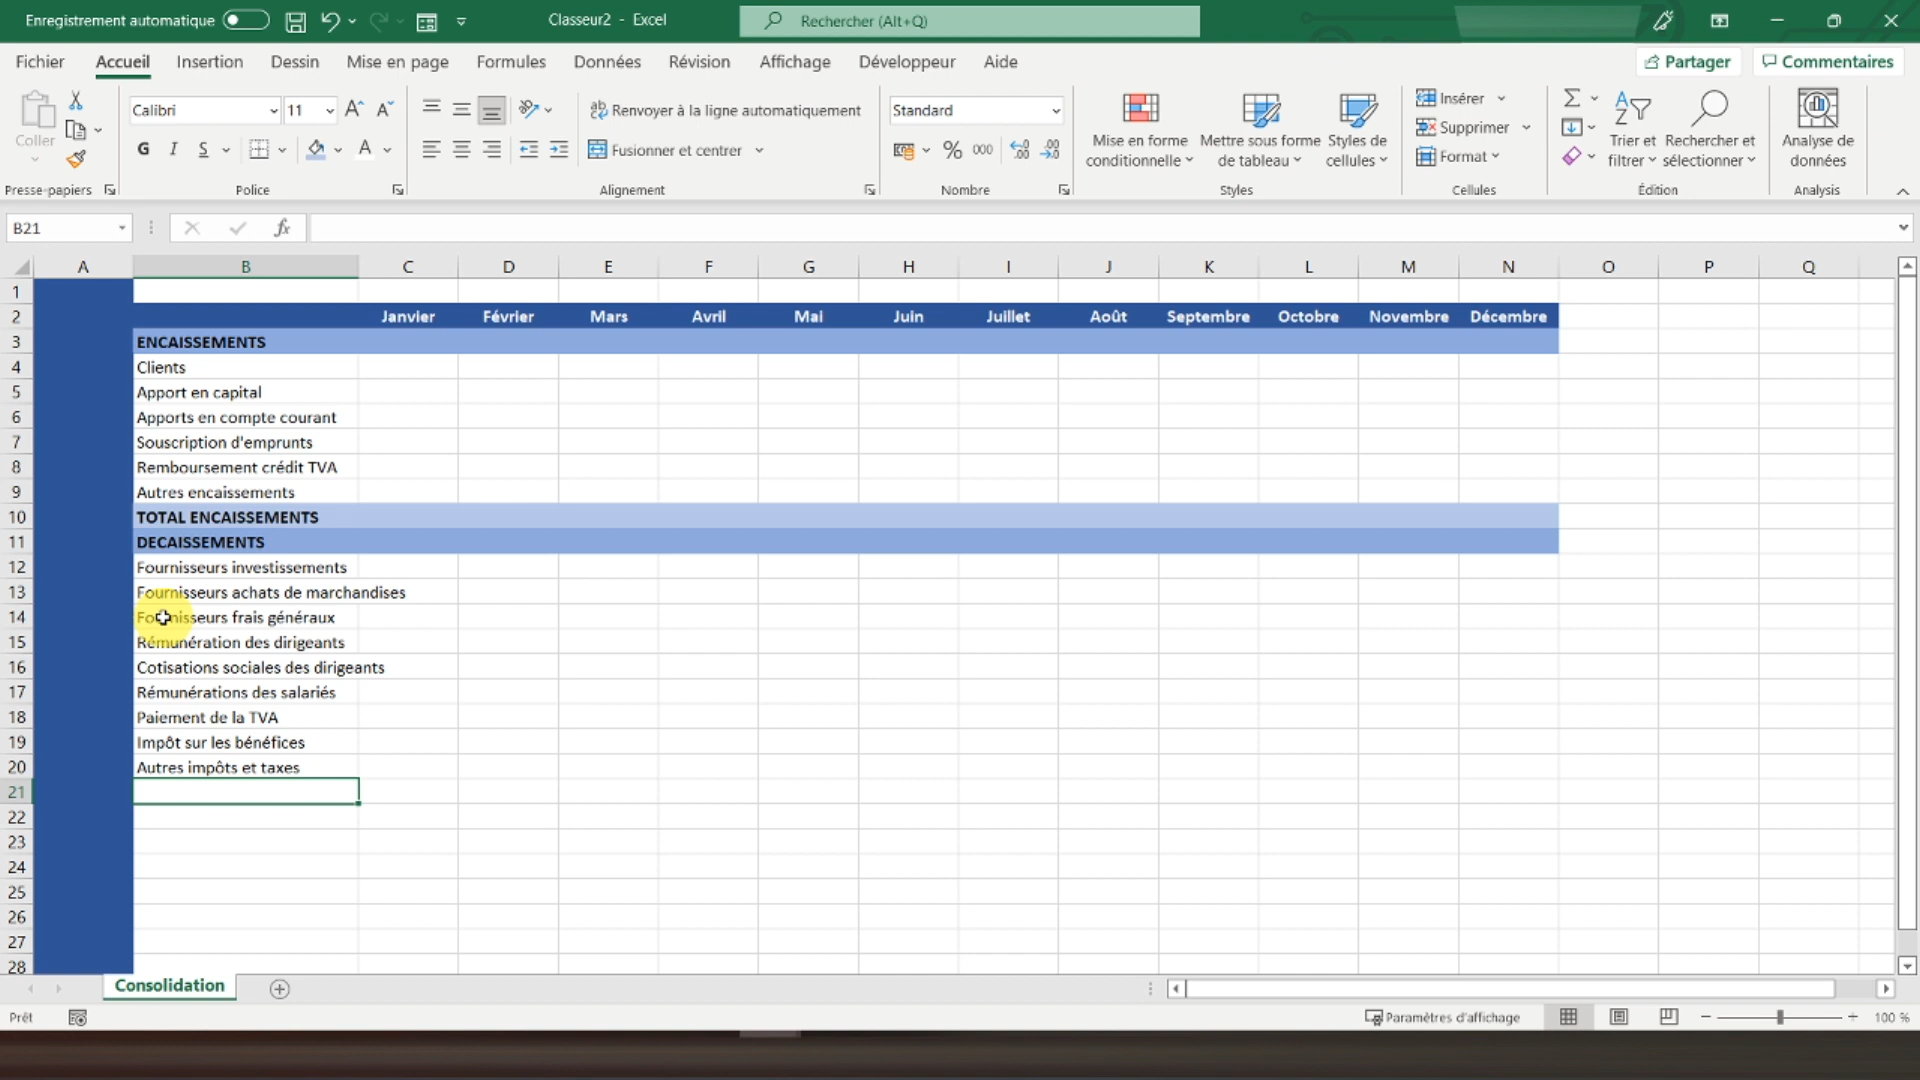 Enregistrement automatique
Classeur2 - Excel
Rechercher (Alt+Q)
Fichier Accueil Insertion Dessin Mise en page Formules Données Révision Affichage Développeur Aide
Partager Commentaires
Coller
Calibri 11
Renvoyer à la ligne automatiquement
Standard
G I S A
Fusionner et centrer
% 000
Mise en forme conditionnelle
Mettre sous forme de tableau
Styles de cellules
Insérer
Supprimer
Format
Trier et filtrer
Rechercher et sélectionner
Analyse de données
Presse-papiers Police Alignement Nombre Styles Cellules Édition Analysis
B21 fx
A B C D E F G H I J K L M N O P Q
1
2 Janvier Février Mars Avril Mai Juin Juillet Août Septembre Octobre Novembre Décembre
3 ENCAISSEMENTS
4 Clients
5 Apport en capital
6 Apports en compte courant
7 Souscription d'emprunts
8 Remboursement crédit TVA
9 Autres encaissements
10 TOTAL ENCAISSEMENTS
11 DECAISSEMENTS
12 Fournisseurs investissements
13 Fournisseurs achats de marchandises
14 Fournisseurs frais généraux
15 Rémunération des dirigeants
16 Cotisations sociales des dirigeants
17 Rémunérations des salariés
18 Paiement de la TVA
19 Impôt sur les bénéfices
20 Autres impôts et taxes
21
22
23
24
25
26
27
28
Consolidation
Prêt
Paramètres d'affichage
100 %